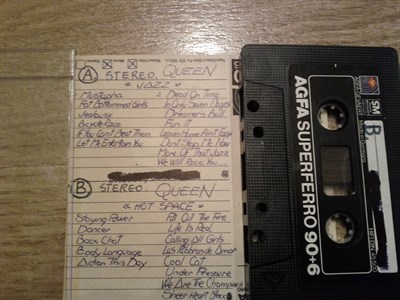 A STEREO. QUEEN
« JAZZ »
Mustapha Dead On Time
Fat Bottomed Girls In Only Seven Days
Jealousy Dreamers Ball
Bicycle Race Fun It
If You Can't Beat Them Leave Home Aint Easy
Let Me Entertain You Don't Stop Me Now
More Of That Jazz
We Will Rock You
B STEREO. QUEEN
« HOT SPACE »
Staying Power Put Out The Fire
Dancer Life Is Real
Back Chat Calling All Girls
Body Language Las Palabras de Amor
Action This Day Cool Cat
Under Pressure
We Are The Champions
Sheer Heart
AGFA SUPERFERRO 90+6
SM
B